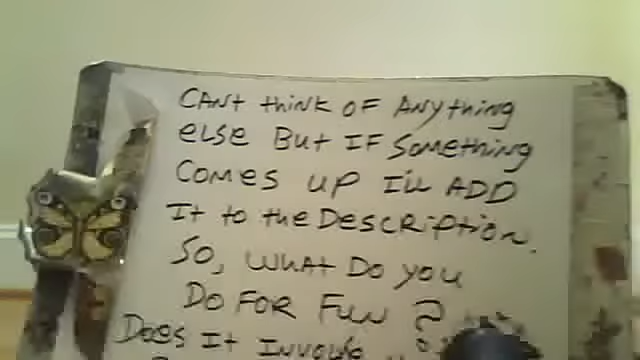 CANt thINK OF ANything
ELSE But IF SomEthing
COMES UP I'LL ADD
It to the DEScRIPtION.
SO, WHAt DO yOU
DO FOR FUN ?
DOES It INVOLVE